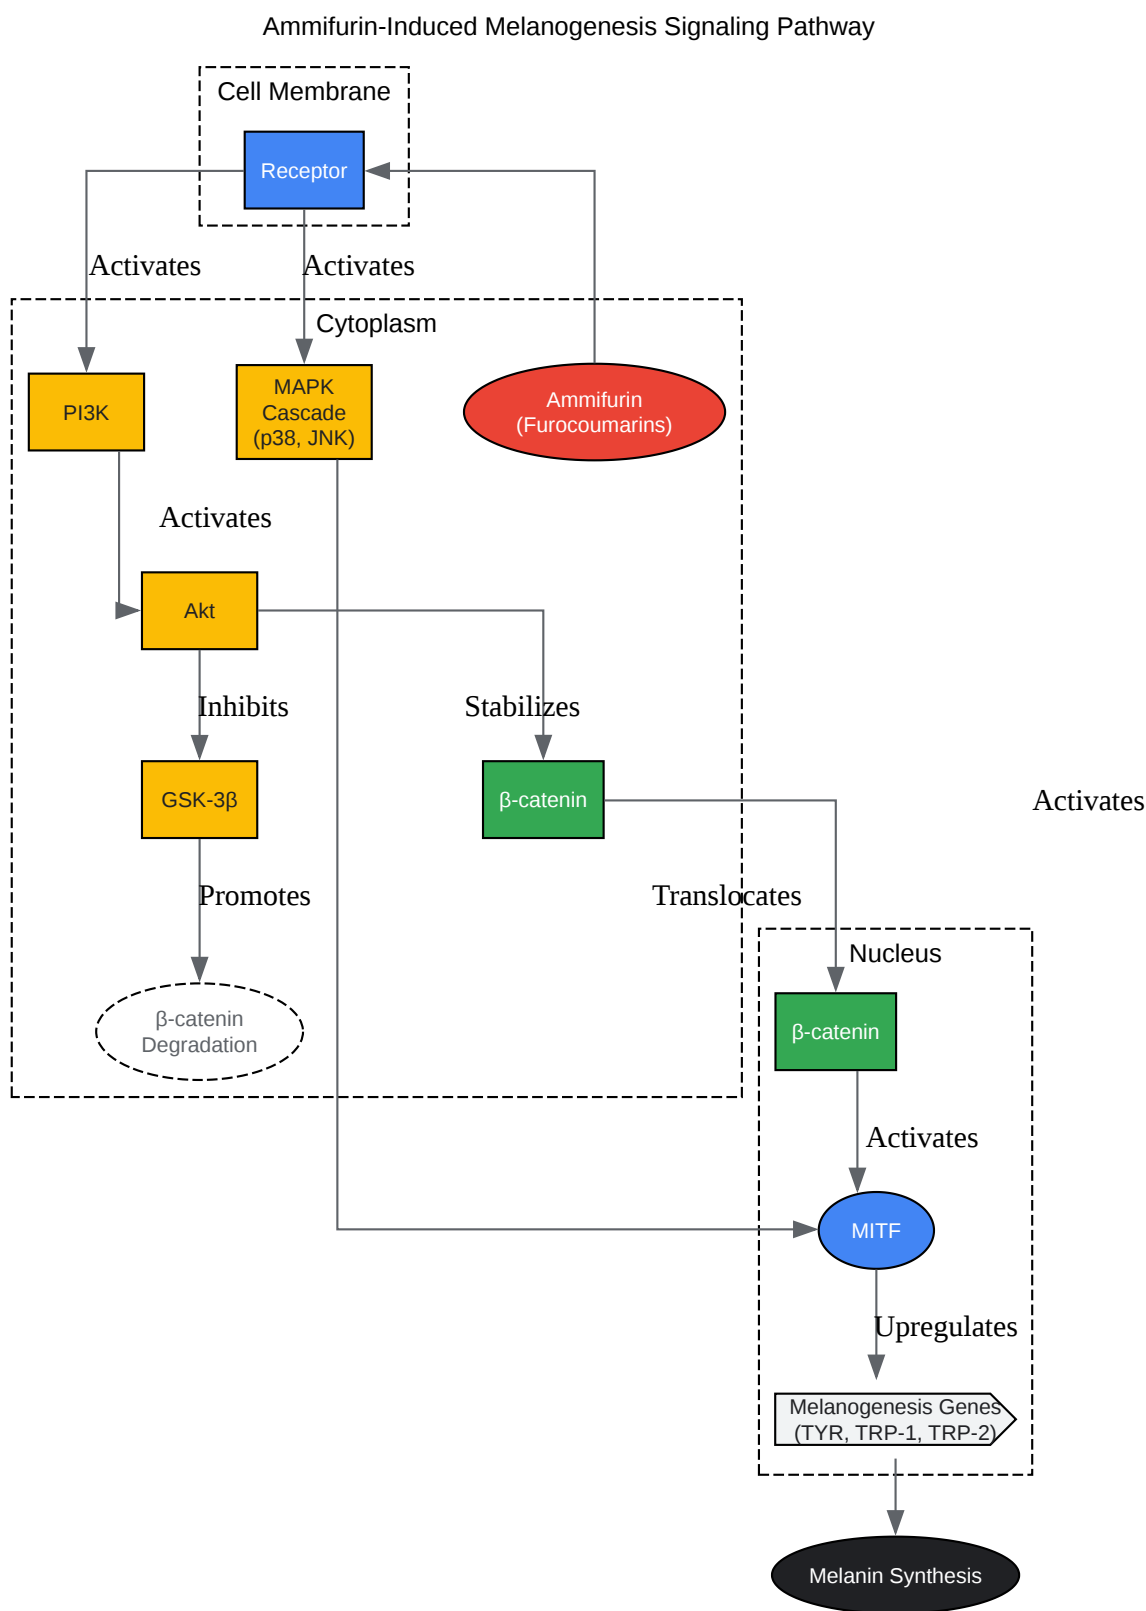 Ammifurin-Induced Melanogenesis Signaling Pathway
Cell Membrane
Receptor
Activates
Activates
Cytoplasm
PI3K
MAPK
Cascade
(p38, JNK)
Ammifurin
(Furocoumarins)
Activates
Akt
Inhibits
Stabilizes
GSK-3β
β-catenin
Activates
Promotes
Translocates
Nucleus
β-catenin
Degradation
β-catenin
Activates
MITF
Upregulates
Melanogenesis Genes
(TYR, TRP-1, TRP-2)
Melanin Synthesis